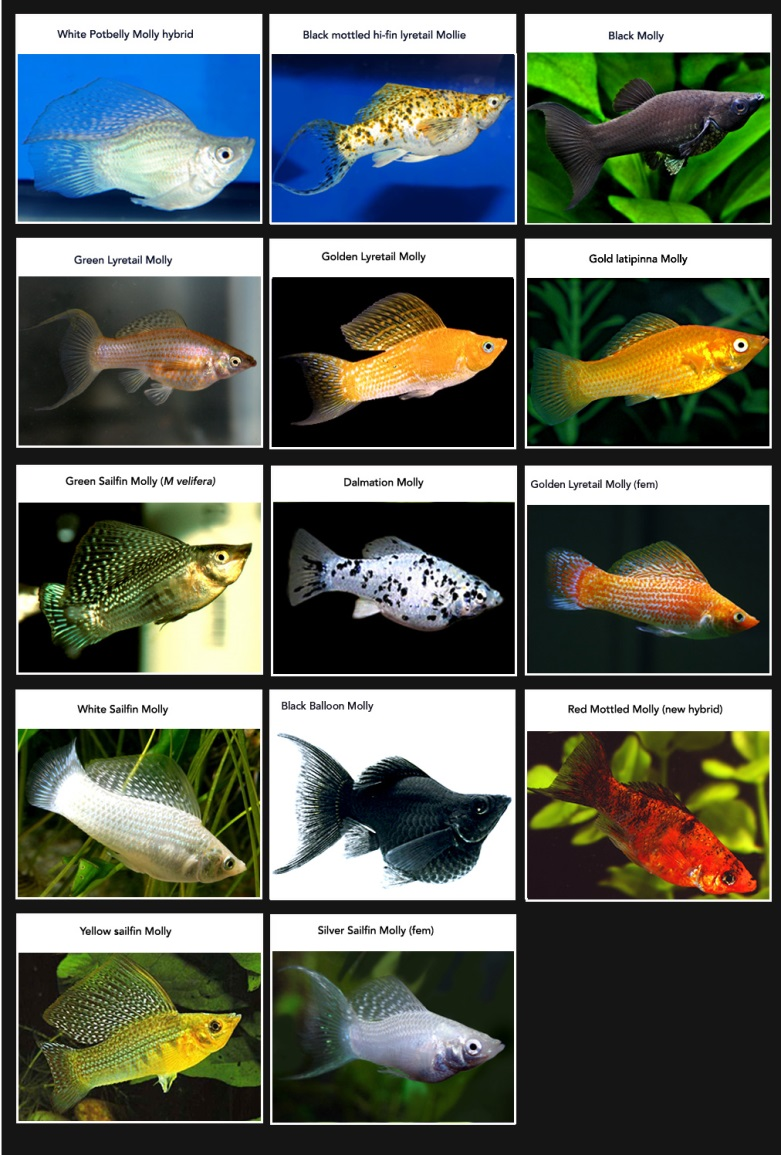 White Potbelly Molly hybrid
Black mottled hi-fin lyretail Mollie
Black Molly
Green Lyretail Molly
Golden Lyretail Molly
Gold latipinna Molly
Green Sailfin Molly (M velifera)
Dalmation Molly
Golden Lyretail Molly (fem)
White Sailfin Molly
Black Balloon Molly
Red Mottled Molly (new hybrid)
Yellow sailfin Molly
Silver Sailfin Molly (fem)